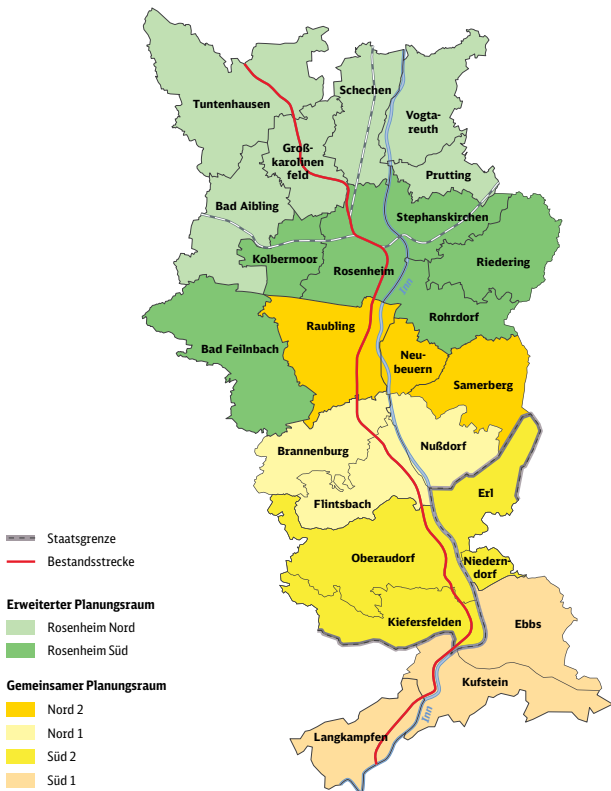 Schechen
Tuntenhausen
Vogta-
reuth
Groß-
karolinen
feld
Prutting
Bad Aibling
Stephanskirchen
Kolbermoor
Rosenheim
Riedering
Inn
Rohrdorf
Raubling
Bad Feilnbach
Neu-
beuern
Samerberg
Brannenburg
Nußdorf
Erl
Flintsbach
Oberaudorf
Niedern-
dorf
Kiefersfelden
Ebbs
Kufstein
Inn
Langkampfen
Staatsgrenze
Bestandsstrecke
Erweiterter Planungsraum
Rosenheim Nord
Rosenheim Süd
Gemeinsamer Planungsraum
Nord 2
Nord 1
Süd 2
Süd 1